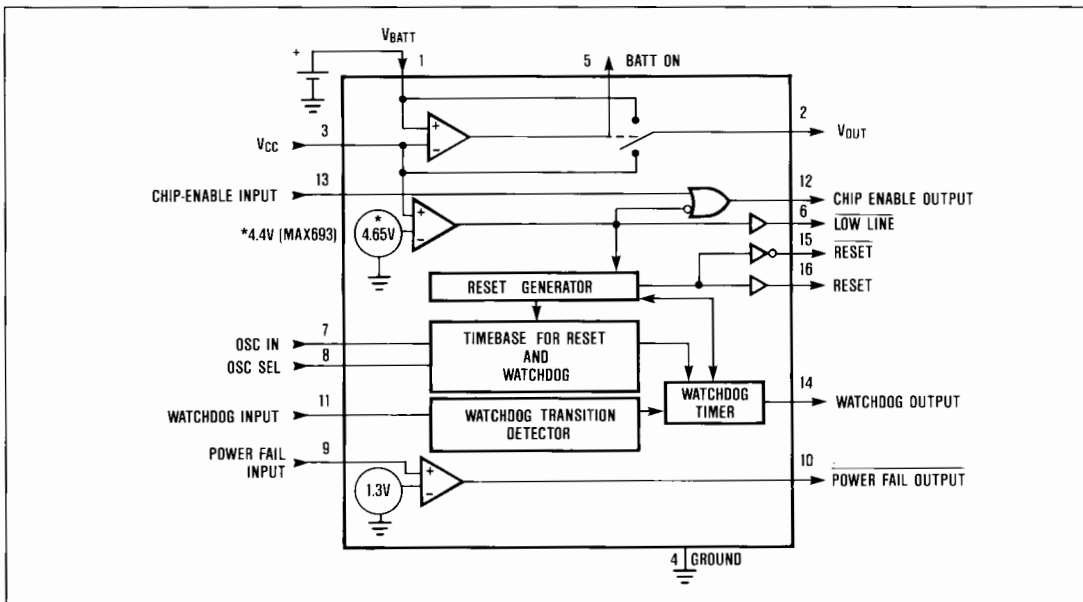 VBATT
+
1
5 BATT ON
2
VOUT
3
VCC
+
−
13
CHIP-ENABLE INPUT
12
CHIP ENABLE OUTPUT
+
−
*
4.65V
*4.4V (MAX693)
6
LOW LINE
15
RESET
16
RESET
RESET GENERATOR
7
OSC IN
8
OSC SEL
TIMEBASE FOR RESET
AND
WATCHDOG
WATCHDOG
TIMER
14
WATCHDOG OUTPUT
11
WATCHDOG INPUT
WATCHDOG TRANSITION
DETECTOR
9
POWER FAIL
INPUT
+
−
1.3V
10
POWER FAIL OUTPUT
4 GROUND